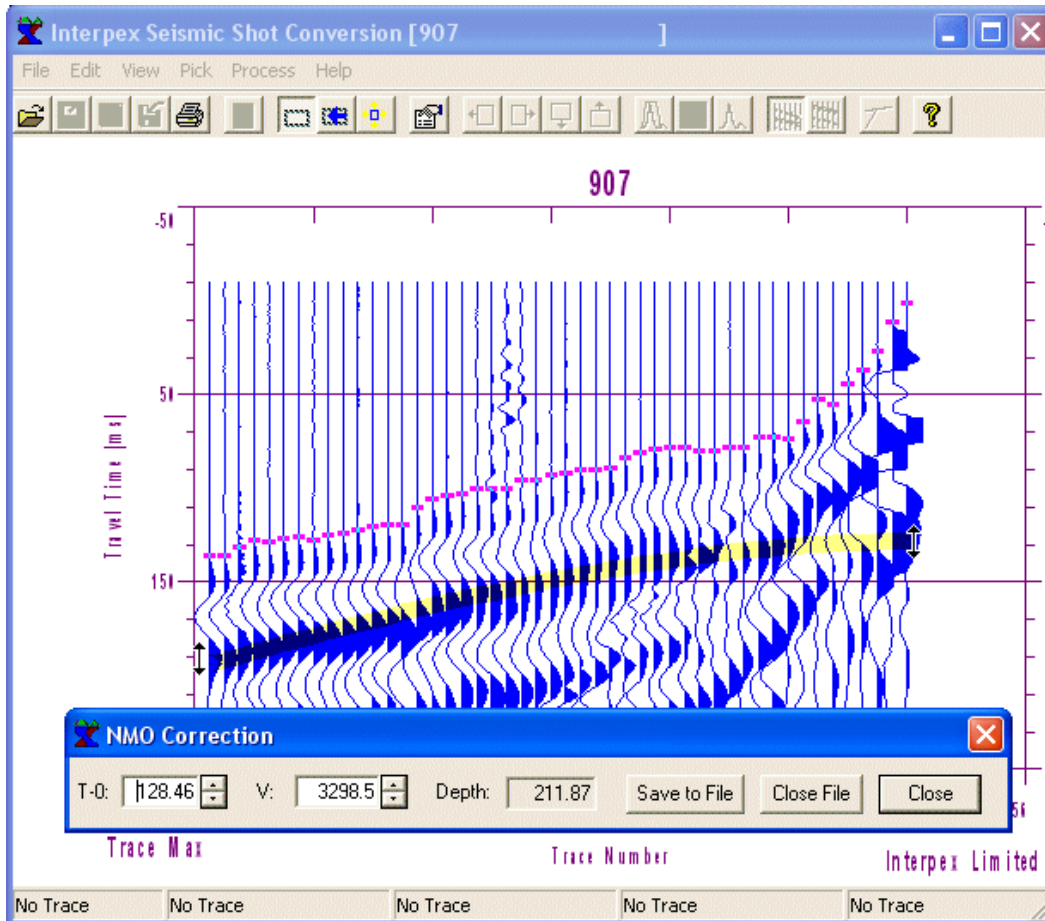 Interpex Seismic Shot Conversion [907 ]
File Edit View Pick Process Help
907
-50
50
Travel Time [ms]
150
NMO Correction
T-0: 128.46 V: 3298.5 Depth: 211.87 Save to File Close File Close
56
Trace Max Trace Number Interpex Limited
No Trace No Trace No Trace No Trace No Trace